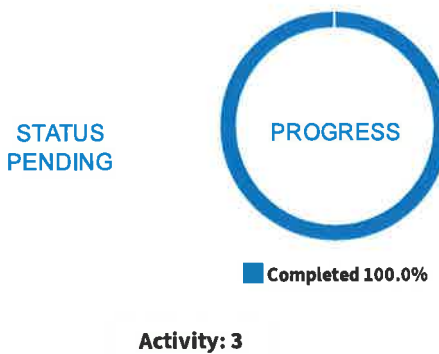 STATUS
PENDING
PROGRESS
Completed 100.0%
Activity: 3